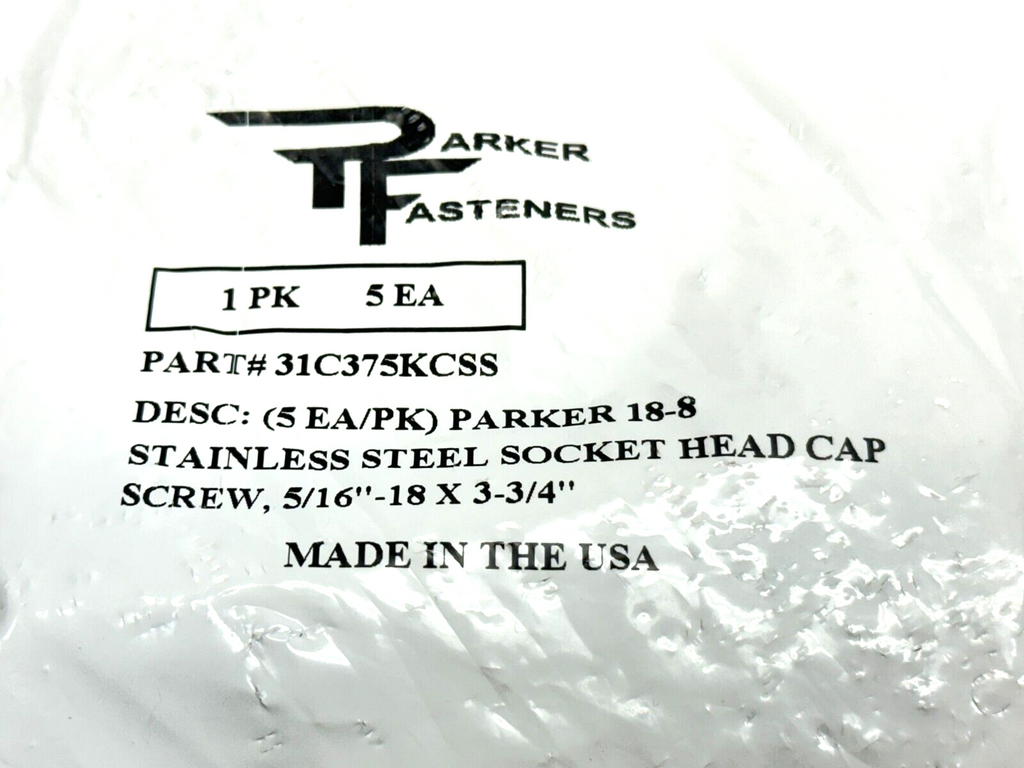 PARKER
FASTENERS
1 PK 5 EA
PART# 31C375KCSS
DESC: (5 EA/PK) PARKER 18-8
STAINLESS STEEL SOCKET HEAD CAP
SCREW, 5/16"-18 X 3-3/4"
MADE IN THE USA